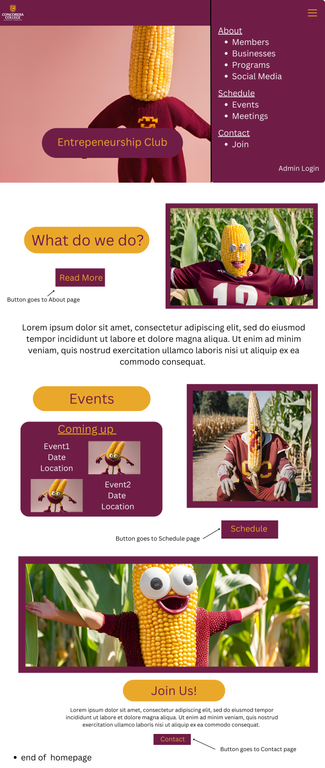 CONCORDIA
COLLEGE
About
Members
Businesses
Programs
Social Media
Schedule
Events
Meetings
Contact
Join
Admin Login
Entrepeneurship Club
What do we do?
Read More
Button goes to About page
Lorem ipsum dolor sit amet, consectetur adipiscing elit, sed do eiusmod
tempor incididunt ut labore et dolore magna aliqua. Ut enim ad minim
veniam, quis nostrud exercitation ullamco laboris nisi ut aliquip ex ea
commodo consequat.
Events
Coming up
Event1
Date
Location
Event2
Date
Location
Schedule
Button goes to Schedule page
Join Us!
Lorem ipsum dolor sit amet, consectetur adipiscing elit, sed do eiusmod tempor
incididunt ut labore et dolore magna aliqua. Ut enim ad minim veniam, quis nostrud
exercitation ullamco laboris nisi ut aliquip ex ea commodo consequat.
Contact
Button goes to Contact page
end of homepage